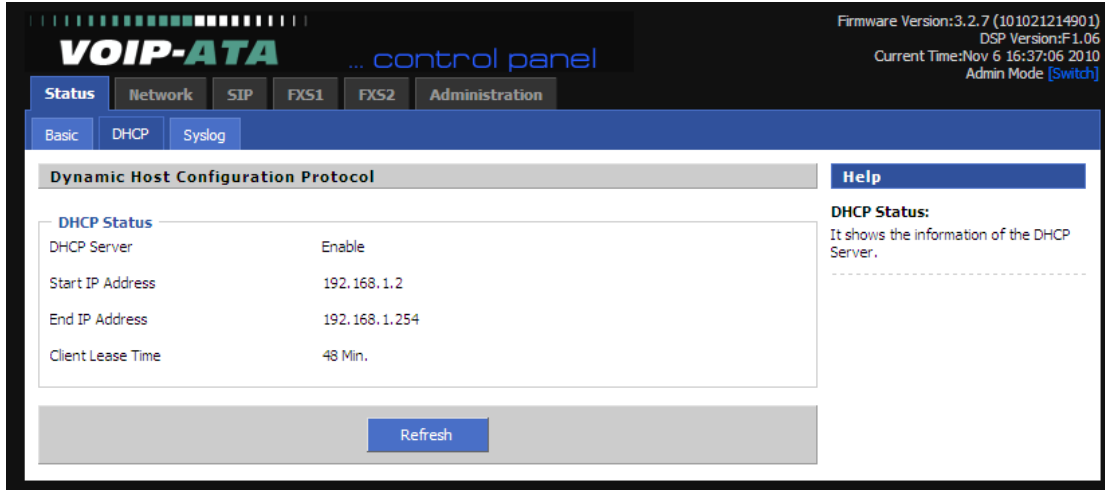 Firmware Version:3.2.7 (101021214901)
DSP Version:F1.06
Current Time:Nov 6 16:37:06 2010
Admin Mode [Switch]
VOIP-ATA ... control panel
Status Network SIP FXS1 FXS2 Administration
Basic DHCP Syslog
Dynamic Host Configuration Protocol
DHCP Status
DHCP Server Enable
Start IP Address 192.168.1.2
End IP Address 192.168.1.254
Client Lease Time 48 Min.
Refresh
Help
DHCP Status:
It shows the information of the DHCP
Server.